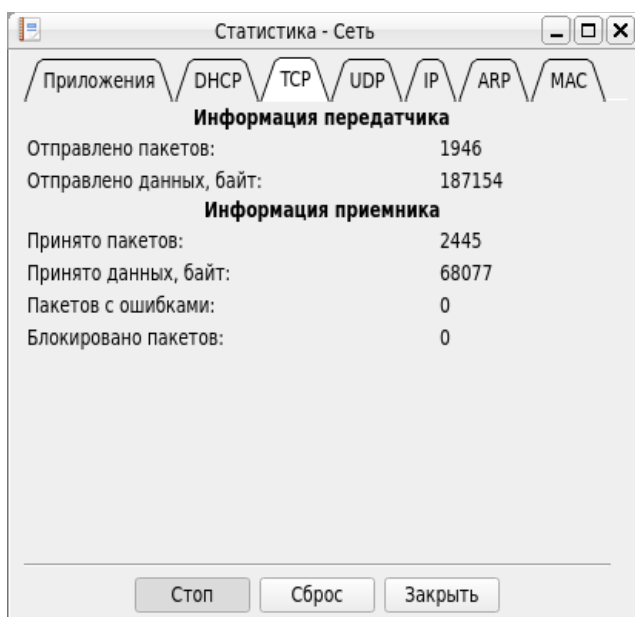 Статистика - Сеть
Приложения DHCP TCP UDP IP ARP MAC
Информация передатчика
Отправлено пакетов: 1946
Отправлено данных, байт: 187154
Информация приемника
Принято пакетов: 2445
Принято данных, байт: 68077
Пакетов с ошибками: 0
Блокировано пакетов: 0
Стоп Сброс Закрыть